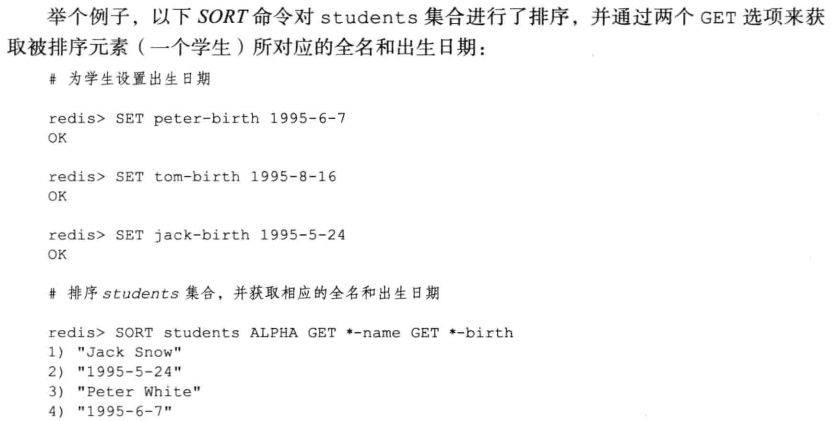 举个例子，以下 SORT 命令对 students 集合进行了排序，并通过两个 GET 选项来获
取被排序元素（一个学生）所对应的全名和出生日期：
# 为学生设置出生日期
redis> SET peter-birth 1995-6-7
OK
redis> SET tom-birth 1995-8-16
OK
redis> SET jack-birth 1995-5-24
OK
# 排序 students 集合，并获取相应的全名和出生日期
redis> SORT students ALPHA GET *-name GET *-birth
1) "Jack Snow"
2) "1995-5-24"
3) "Peter White"
4) "1995-6-7"